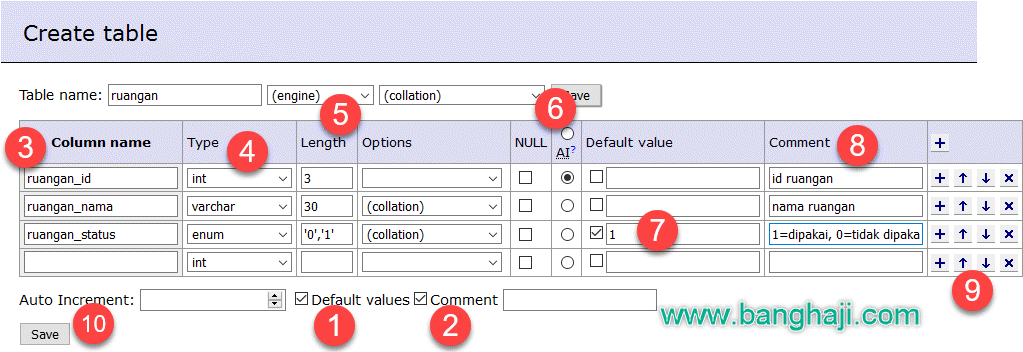 Create table
Table name: ruangan (engine) (collation) ave
5 6
3 Column name Type 4 Length Options NULL AI? Default value Comment 8 +
ruangan_id int 3 id ruangan + ↑ ↓ ×
ruangan_nama varchar 30 (collation) nama ruangan + ↑ ↓ ×
ruangan_status enum '0','1' (collation) 1 7 1=dipakai, 0=tidak dipaka + ↑ ↓ ×
int + ↑ ↓ ×
9
Auto Increment: Default values Comment
www.banghaji.com
Save 10 1 2